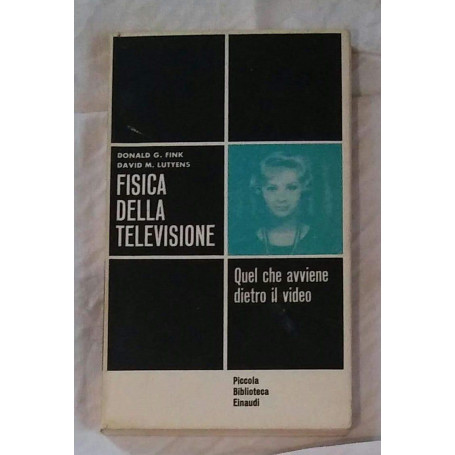 DONALD G. FINK
DAVID M. LUTYENS
FISICA
DELLA
TELEVISIONE
Quel che avviene
dietro il video
Piccola
Biblioteca
Einaudi